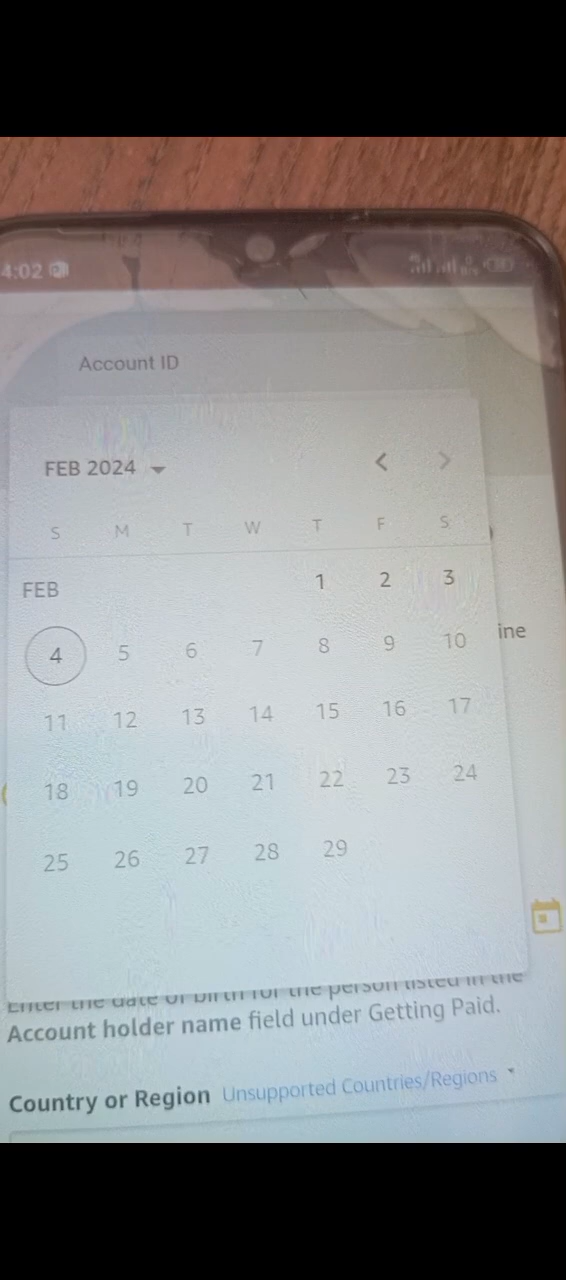 4:02
Account ID
FEB 2024
S M T W T F S
FEB 1 2 3
4 5 6 7 8 9 10
ine
11 12 13 14 15 16 17
18 19 20 21 22 23 24
25 26 27 28 29
Enter the date of birth for the person listed in the
Account holder name field under Getting Paid.
Country or Region Unsupported Countries/Regions